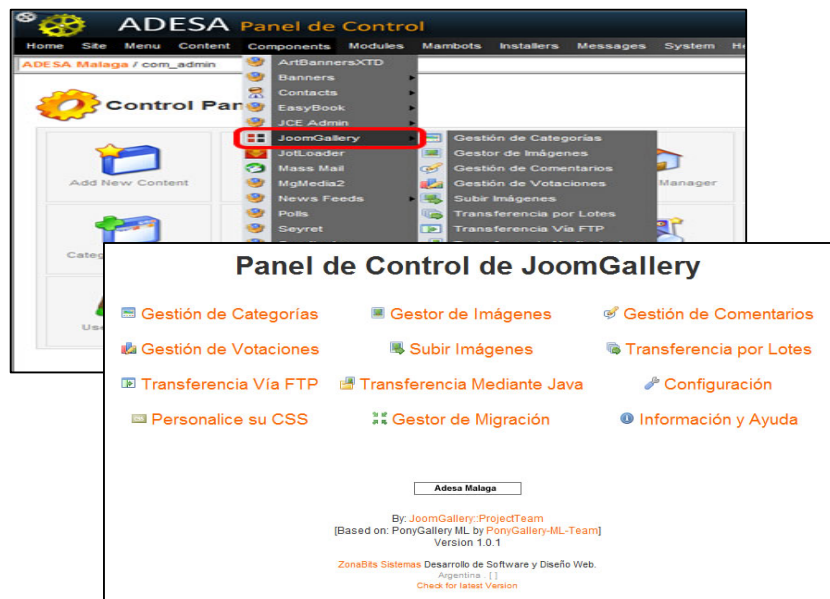 ADESA Panel de Control
Home Site Menu Content Components Modules Mambots Installers Messages System
ADESA Malaga / com_admin
Control
ArtBannersXTD
Banners
Contacts
EasyBook
JCE Admin
JoomGallery
JotLoader
Mass Mail
MgMedia2
News Feeds
Polls
Seyret
Gestión de Categorías
Gestor de Imágenes
Gestión de Comentarios
Gestión de Votaciones
Subir Imágenes
Transferencia por Lotes
Transferencia Vía FTP
Add New Content
Manager
Panel de Control de JoomGallery
Gestión de Categorías Gestor de Imágenes Gestión de Comentarios
Gestión de Votaciones Subir Imágenes Transferencia por Lotes
Transferencia Vía FTP Transferencia Mediante Java Configuración
Personalice su CSS Gestor de Migración Información y Ayuda
Adesa Malaga
By: JoomGallery::ProjectTeam
[Based on: PonyGallery ML by PonyGallery-ML-Team]
Version 1.0.1
ZonaBits Sistemas Desarrollo de Software y Diseño Web.
Argentina . [ ]
Check for latest Version